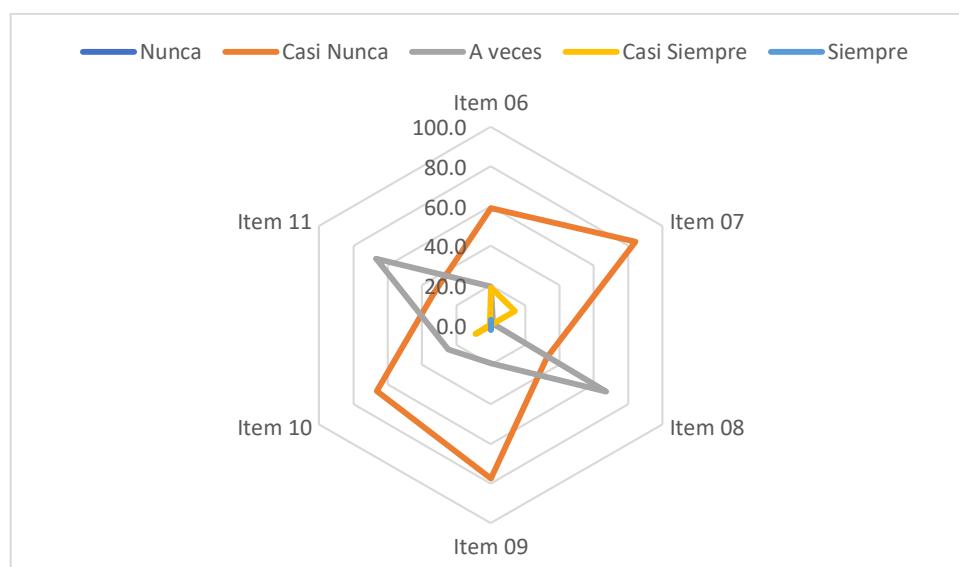 Nunca Casi Nunca A veces Casi Siempre Siempre
Item 06
100.0
80.0
Item 11
60.0
Item 07
40.0
20.0
0.0
Item 10
Item 08
Item 09